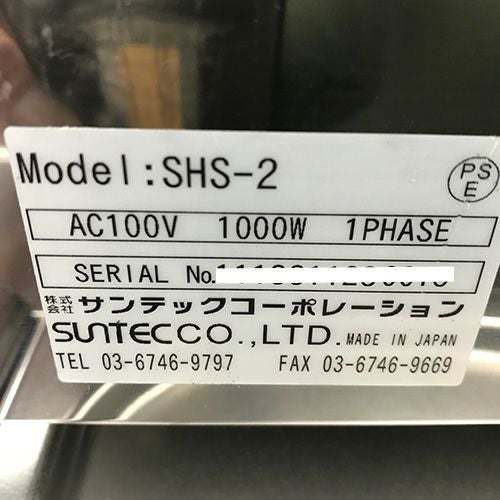 Model:SHS-2
PS
E
AC100V 1000W 1PHASE
SERIAL No.
株式会社 サンテックコーポレーション
SUNTECCO.,LTD. MADE IN JAPAN
TEL 03-6746-9797 FAX 03-6746-9669